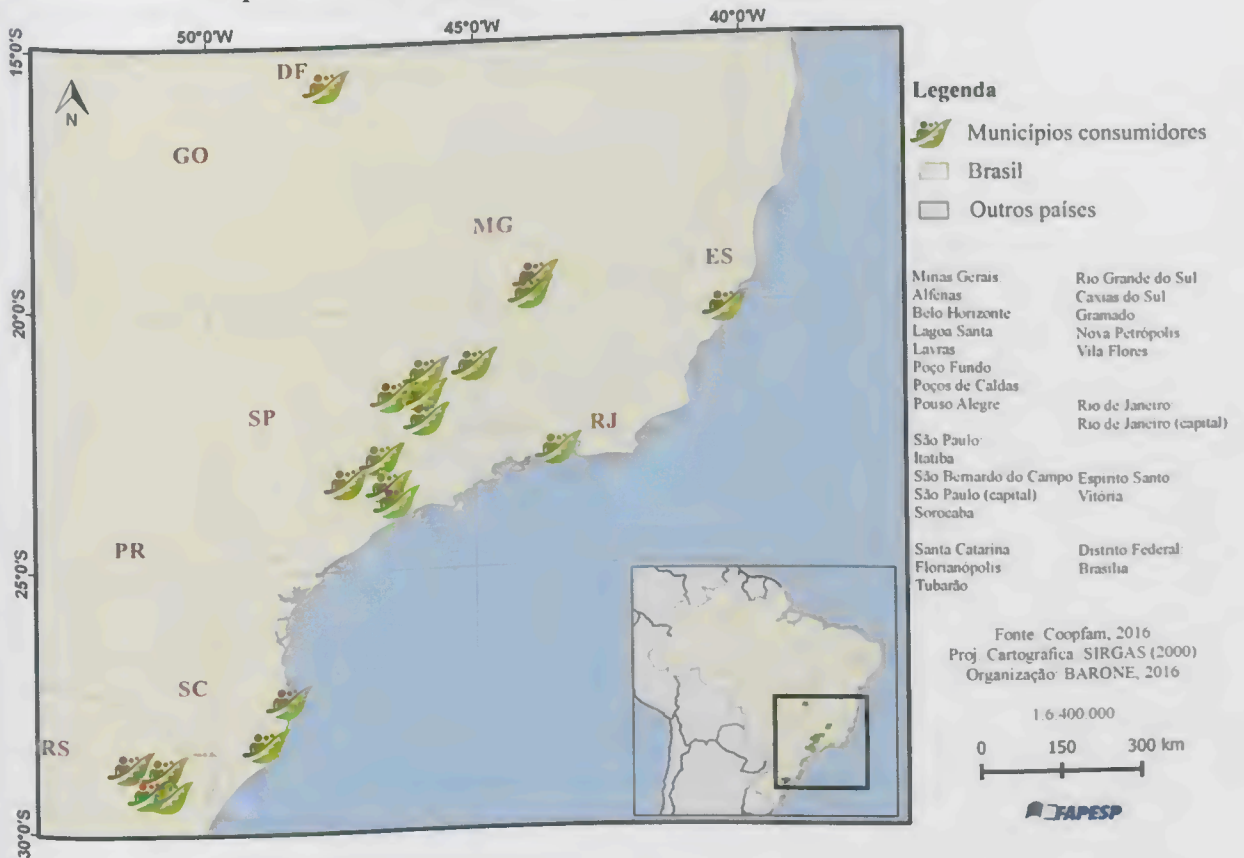 50°0'W
45°0'W
40°0'W
15°0'S
20°0'S
25°0'S
30°0'S
N
DF
GO
MG
ES
SP
RJ
PR
SC
RS
Legenda
Municípios consumidores
Brasil
Outros países
Minas Gerais
Alfenas
Belo Horizonte
Lagoa Santa
Lavras
Poço Fundo
Poços de Caldas
Pouso Alegre
São Paulo:
Itatiba
São Bernardo do Campo
São Paulo (capital)
Sorocaba
Santa Catarina
Florianópolis
Tubarão
Rio Grande do Sul
Caxias do Sul
Gramado
Nova Petrópolis
Vila Flores
Rio de Janeiro:
Rio de Janeiro (capital)
Espírito Santo
Vitória
Distrito Federal:
Brasília
Fonte Coopfam, 2016
Proj Cartografica SIRGAS (2000)
Organização BARONE, 2016
1:6 400 000
0 150 300 km
FAPESP